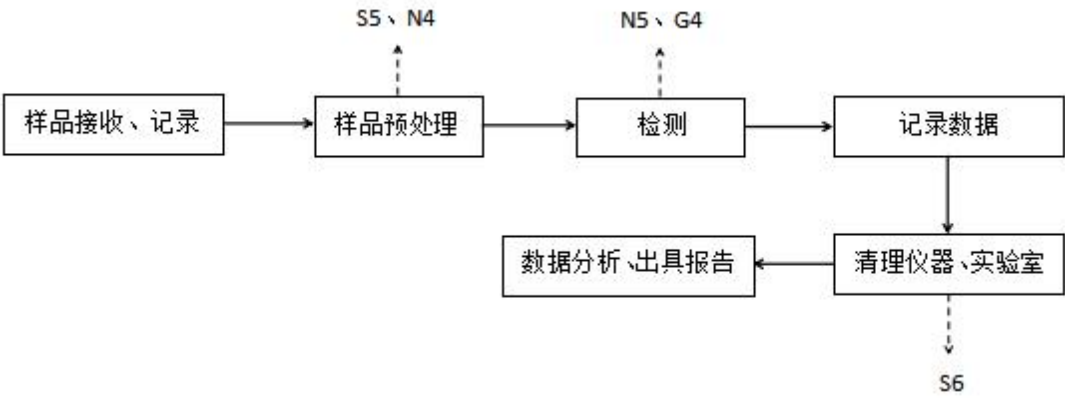 S5、N4
N5、G4
样品接收、记录
样品预处理
检测
记录数据
数据分析、出具报告
清理仪器、实验室
S6